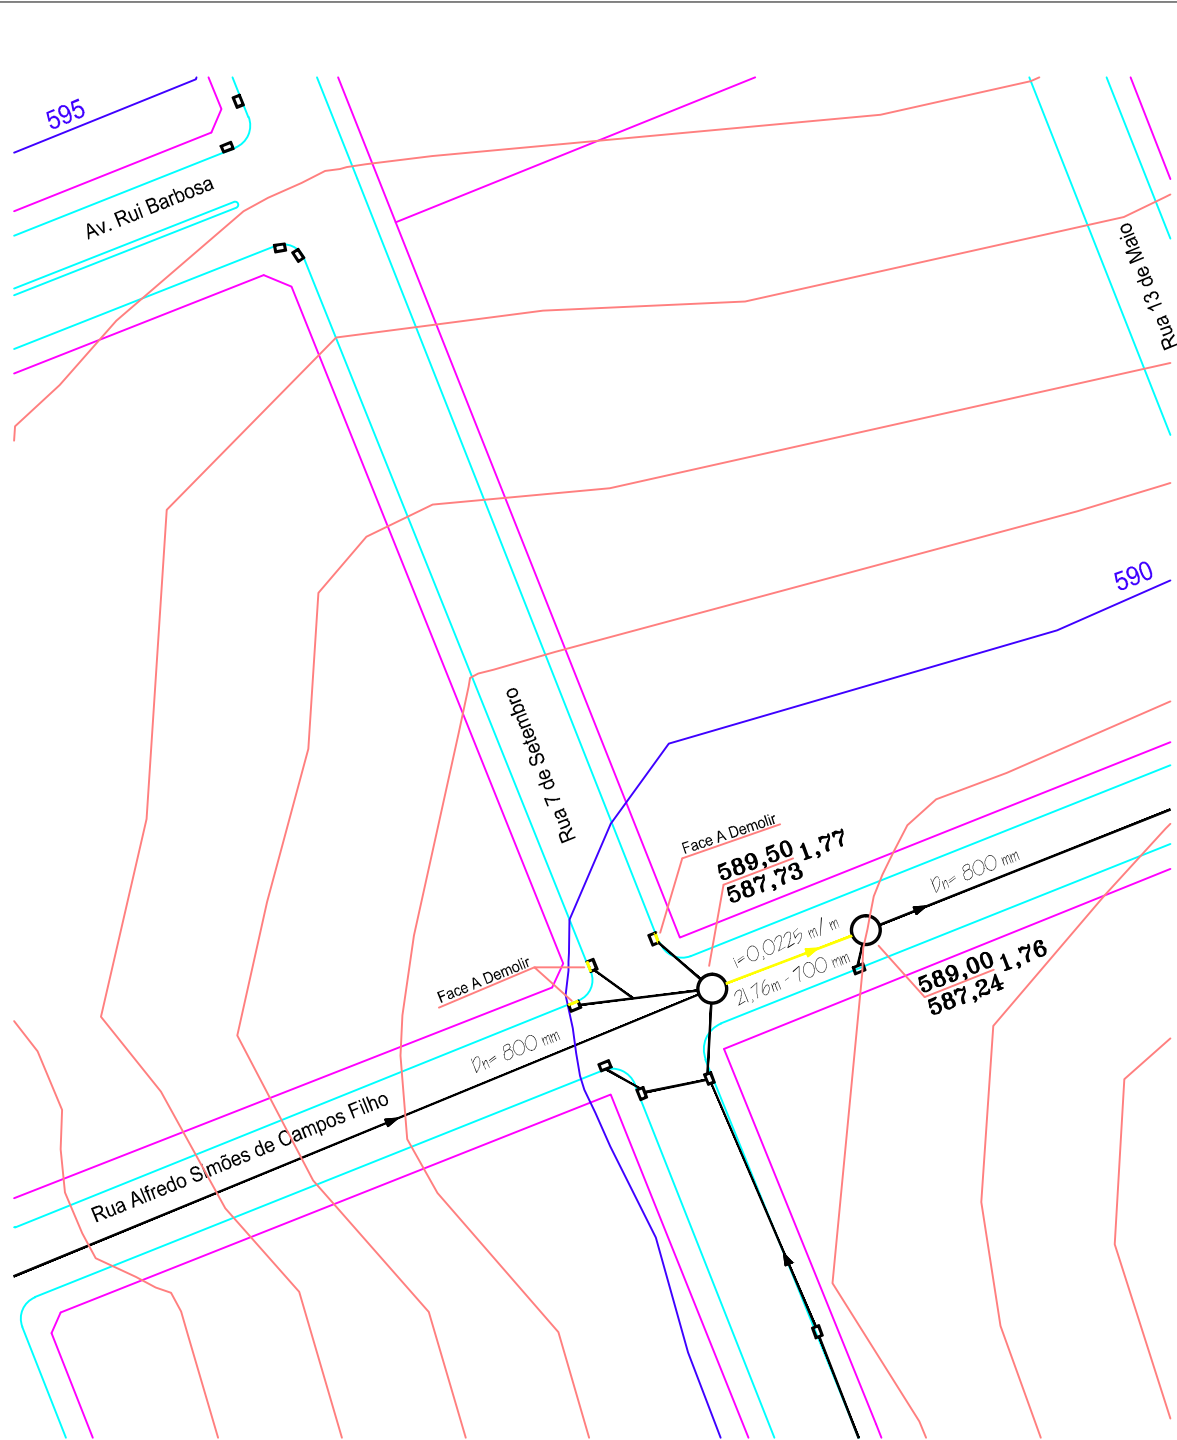 595
Av. Rui Barbosa
Rua 13 de Maio
590
Rua 7 de Setembro
Face A Demolir
589,50 1,77
587,73
Dn= 800 mm
i=0,0225 m/m
21,76m - 700 mm
589,00 1,76
587,24
Face A Demolir
Dn= 800 mm
Rua Alfredo Simões de Campos Filho